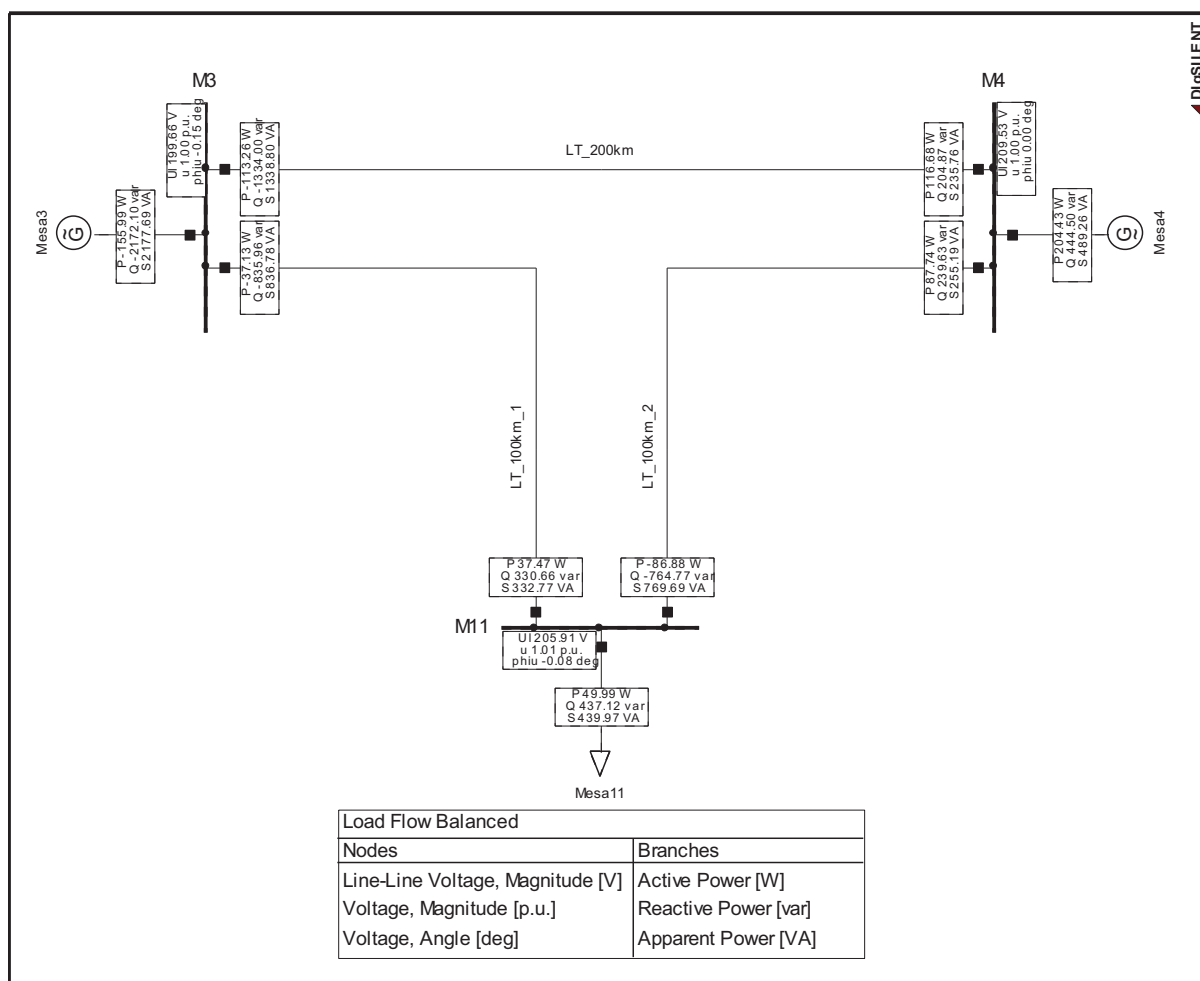 DIgSILENT
M3
M4
Ul 199.66 V
u 1.00 p.u.
phiu -0.15 deg
P -113.26 W
Q -1334.00 var
S 1338.80 VA
LT_200km
P 116.68 W
Q 204.87 var
S 235.76 VA
Ul 209.53 V
u 1.00 p.u.
phiu 0.00 deg
Mesa3
G
P -155.99 W
Q -2172.10 var
S 2177.69 VA
P -37.13 W
Q -835.96 var
S 836.78 VA
P 87.74 W
Q 239.63 var
S 255.19 VA
P 204.43 W
Q 444.50 var
S 489.26 VA
G
Mesa4
LT_100km_1
LT_100km_2
P 37.47 W
Q 330.66 var
S 332.77 VA
P -86.88 W
Q -764.77 var
S 769.69 VA
M11
Ul 205.91 V
u 1.01 p.u.
phiu -0.08 deg
P 49.99 W
Q 437.12 var
S 439.97 VA
Mesa11
Load Flow Balanced
Nodes
Branches
Line-Line Voltage, Magnitude [V]
Active Power [W]
Voltage, Magnitude [p.u.]
Reactive Power [var]
Voltage, Angle [deg]
Apparent Power [VA]